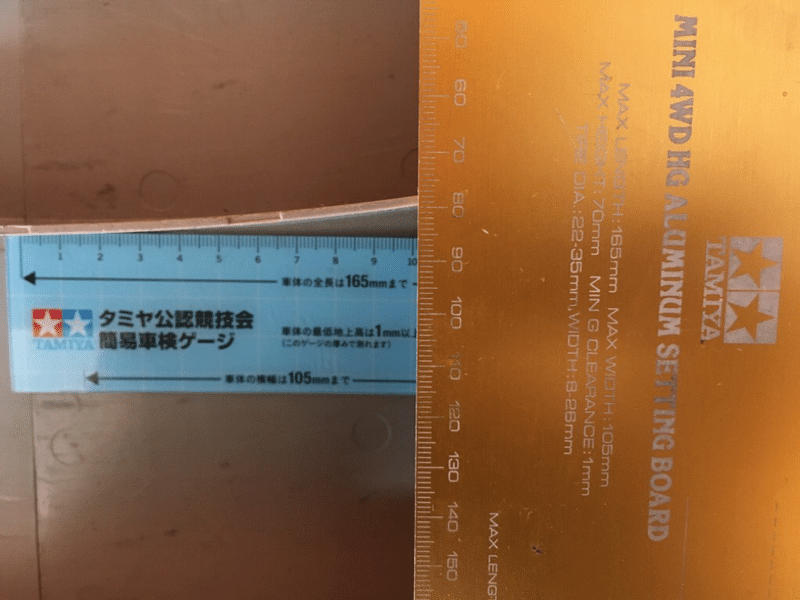 1 2 3 4 5 6 7 8 9 10
車体の全長は165mmまで
TAMIYA
タミヤ公認競技会
簡易車検ゲージ
車体の最低地上高は1mm以上
(このゲージの厚みで測れます)
車体の横幅は105mmまで
50 60 70 80 90 100 110 120 130 140 150
MINI 4WD HG ALUMINUM SETTING BOARD
TAMIYA
MAX LENGTH:165mm MAX WIDTH:105mm
MAX HEIGHT:70mm MIN G CLEARANCE:1mm
TIRE DIA.:22-35mm,WIDTH:8-26mm
MAX LENGT